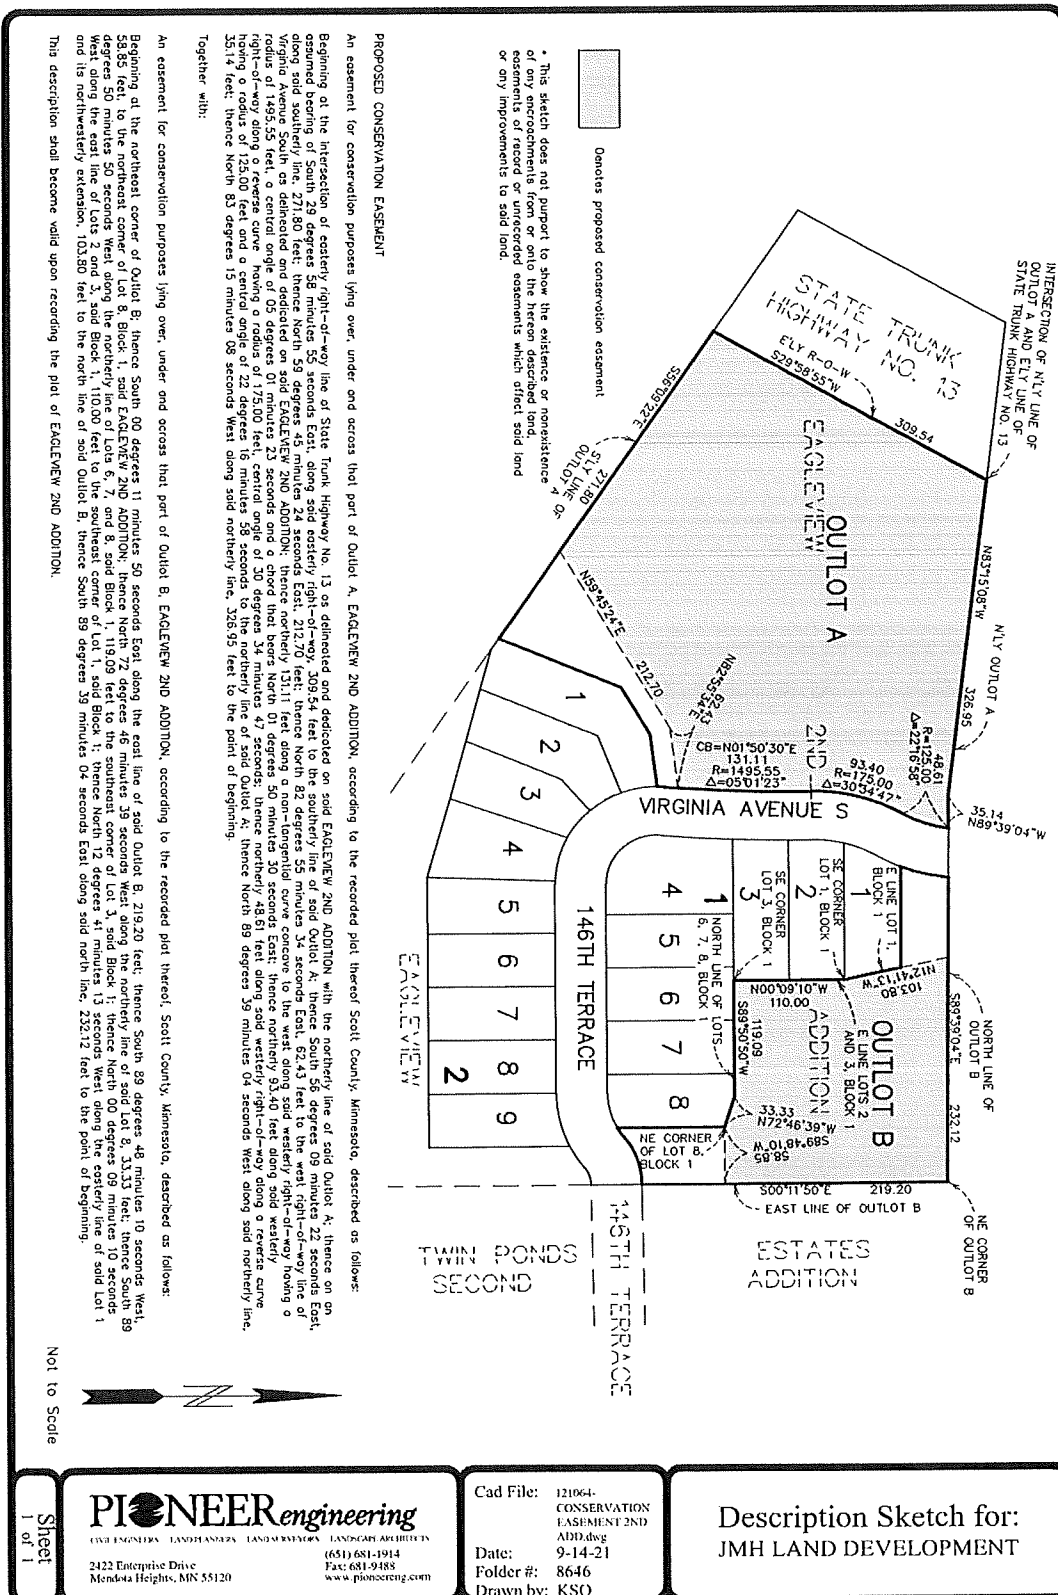 INTERSECTION OF N'LY LINE OF
OUTLOT A AND E'LY LINE OF
STATE TRUNK HIGHWAY NO. 13
STATE TRUNK
HIGHWAY NO. 13
E'LY R-O-W
S29°58'55"W
309.54
N83°15'08"W
N'LY OUTLOT A
326.95
OUTLOT A
EAGLEVIEW
2ND
S56°09'22"E
271.80
S'LY LINE OF
OUTLOT A
N59°45'24"E
212.70
N82°55'34"E
62.43
CB=N01°50'30"E
131.11
R=1495.55
Δ=05°01'23"
93.40
R=175.00
Δ=30°34'47"
48.61
R=125.00
Δ=22°16'58"
35.14
N89°39'04"W
VIRGINIA AVENUE S
1
2
3
4
5
6
7
8
9
2
146TH TERRACE
EAGLEVIEW
4
5
6
7
8
1
NORTH LINE OF LOTS
6, 7, 8, BLOCK 1
3
SE CORNER
LOT 3, BLOCK 1
2
SE CORNER
LOT 1, BLOCK 1
1
E LINE LOT 1,
BLOCK 1
N12°41'13"W
103.80
N00°09'10"W
110.00
E LINE LOTS 2
AND 3, BLOCK 1
S89°50'50"W
119.09
ADDITION
OUTLOT B
S89°39'04"E
232.12
NORTH LINE OF
OUTLOT B
33.33
N72°46'39"W
S89°48'10"W
58.85
NE CORNER
OF LOT 8,
BLOCK 1
S00°11'50"E
219.20
EAST LINE OF OUTLOT B
NE CORNER
OF OUTLOT B
TWIN PONDS
SECOND
146TH TERRACE
ESTATES
ADDITION
Denotes proposed conservation easement
* This sketch does not purport to show the existence or nonexistence
of any encroachments from or onto the hereon described land,
easements of record or unrecorded easements which affect said land
or any improvements to said land.
PROPOSED CONSERVATION EASEMENT
An easement for conservation purposes lying over, under and across that part of Outlot A, EAGLEVIEW 2ND ADDITION, according to the recorded plat thereof Scott County, Minnesota, described as follows:
Beginning at the intersection of easterly right-of-way line of State Trunk Highway No. 13 as delineated and dedicated on said EAGLEVIEW 2ND ADDITION with the northerly line of said Outlot A; thence on an
assumed bearing of South 29 degrees 58 minutes 55 seconds East, along said easterly right-of-way, 309.54 feet to the southerly line of said Outlot A; thence South 56 degrees 09 minutes 22 seconds East,
along said southerly line, 271.80 feet; thence North 59 degrees 45 minutes 24 seconds East, 212.70 feet; thence North 82 degrees 55 minutes 34 seconds East, 62.43 feet to the west right-of-way line of
Virginia Avenue South as delineated and dedicated on said EAGLEVIEW 2ND ADDITION; thence northerly 131.11 feet along a non-tangential curve concave to the west along said westerly right-of-way having a
radius of 1495.55 feet, a central angle of 05 degrees 01 minutes 23 seconds and a chord that bears North 01 degrees 50 minutes 30 seconds East; thence northerly 93.40 feet along said westerly
right-of-way along a reverse curve having a radius of 175.00 feet, central angle of 30 degrees 34 minutes 47 seconds; thence northerly 48.61 feet along said westerly right-of-way along a reverse curve
having a radius of 125.00 feet and a central angle of 22 degrees 16 minutes 58 seconds to the northerly line of said Outlot A; thence North 89 degrees 39 minutes 04 seconds West along said northerly line,
35.14 feet; thence North 83 degrees 15 minutes 08 seconds West along said northerly line, 326.95 feet to the point of beginning.
Together with:
An easement for conservation purposes lying over, under and across that part of Outlot B, EAGLEVIEW 2ND ADDITION, according to the recorded plat thereof, Scott County, Minnesota, described as follows:
Beginning at the northeast corner of Outlot B; thence South 00 degrees 11 minutes 50 seconds East along the east line of said Outlot B, 219.20 feet; thence South 89 degrees 48 minutes 10 seconds West,
58.85 feet, to the northeast corner of Lot 8, Block 1, said EAGLEVIEW 2ND ADDITION; thence North 72 degrees 46 minutes 39 seconds West along the northerly line of said Lot 8, 33.33 feet; thence South 89
degrees 50 minutes 50 seconds West along the northerly line of Lots 6, 7, and 8, said Block 1, 119.09 feet to the southeast corner of Lot 3, said Block 1; thence North 00 degrees 09 minutes 10 seconds
West along the east line of Lots 2 and 3, said Block 1, 110.00 feet to the southeast corner of Lot 1, said Block 1; thence North 12 degrees 41 minutes 13 seconds West along the easterly line of said Lot 1
and its northwesterly extension, 103.80 feet to the north line of said Outlot B, thence South 89 degrees 39 minutes 04 seconds East along said north line, 232.12 feet to the point of beginning.
This description shall become valid upon recording the plat of EAGLEVIEW 2ND ADDITION.
Not to Scale
Sheet
1 of 1
PIONEER engineering
CIVIL ENGINEERS LAND PLANNERS LAND SURVEYORS LANDSCAPE ARCHITECTS
2422 Enterprise Drive
Mendota Heights, MN 55120
(651) 681-1914
Fax: 681-9488
www.pioneereng.com
Cad File: 121064-
CONSERVATION
EASEMENT 2ND
ADD.dwg
Date: 9-14-21
Folder #: 8646
Drawn by: KSO
Description Sketch for:
JMH LAND DEVELOPMENT